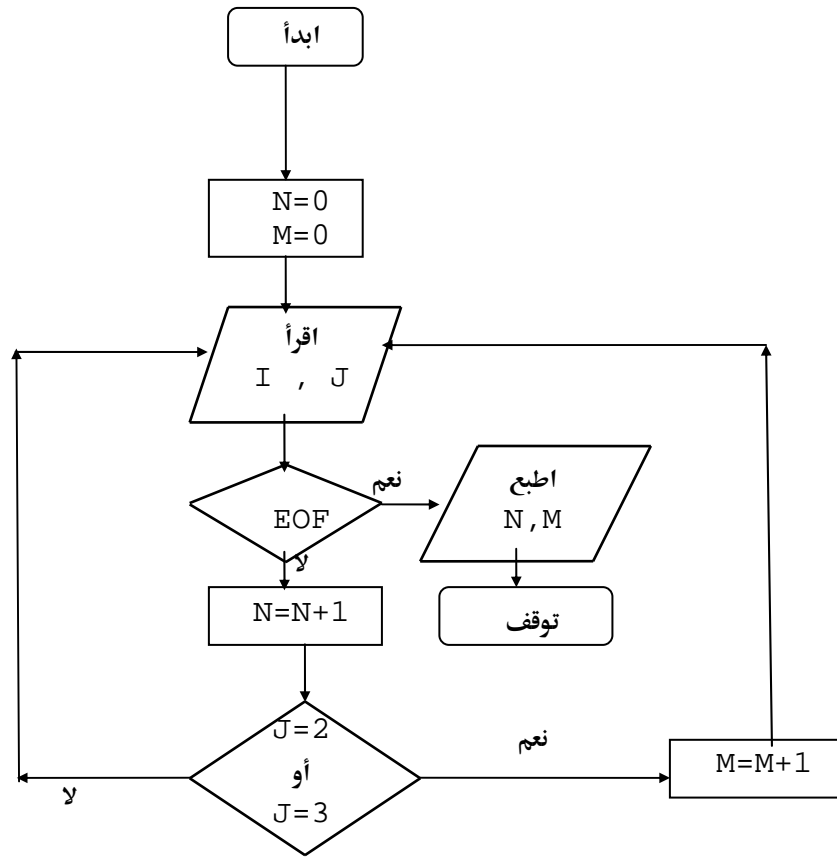 ابدأ
N=0
M=0
اقرأ
I , J
نعم
EOF
اطبع
N,M
لا
N=N+1
توقف
J=2
أو
J=3
نعم
لا
M=M+1